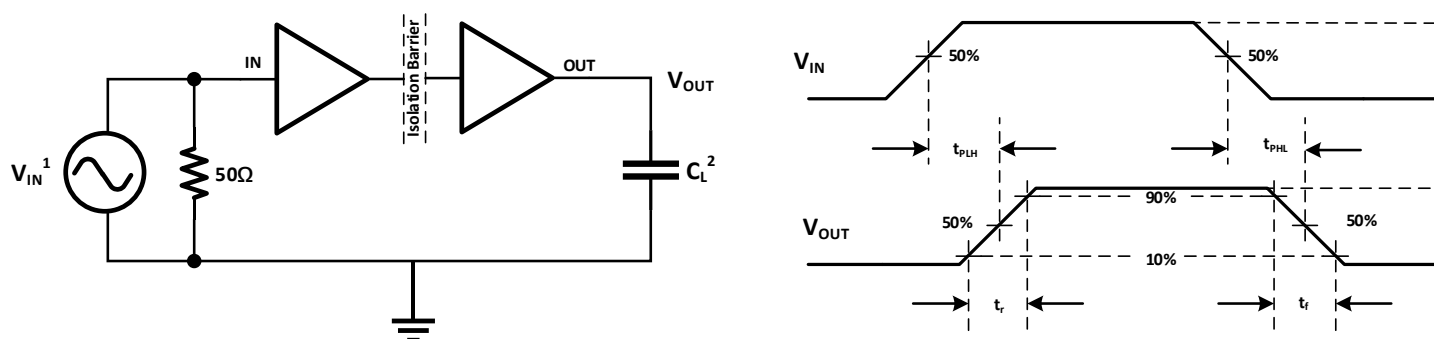 IN
Isolation Barrier
OUT
V_OUT
V_IN^1
50Ω
C_L^2
V_IN
50%
50%
t_PLH
t_PHL
V_OUT
50%
90%
50%
10%
t_r
t_f